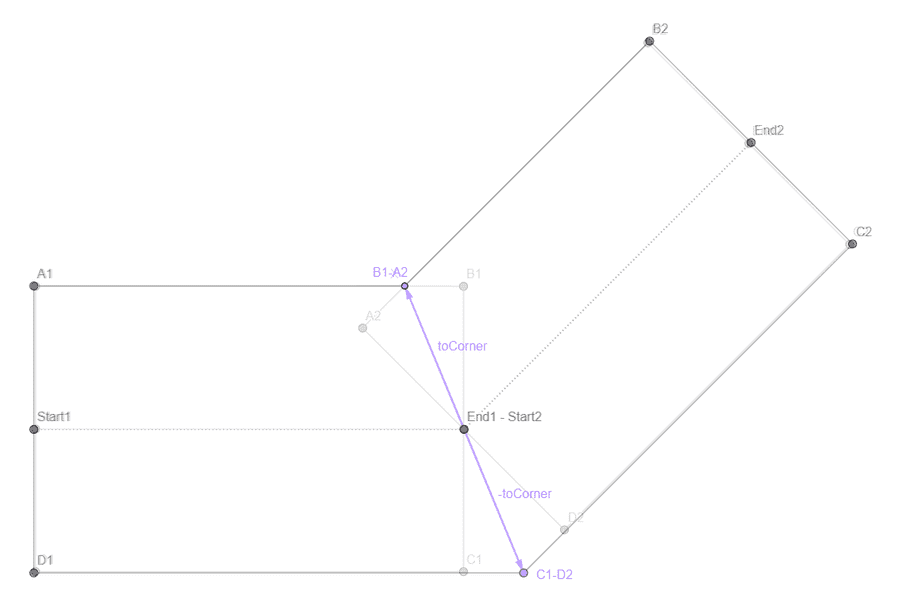 B2
End2
C2
A1
B1-A2
B1
A2
toCorner
Start1
End1 - Start2
-toCorner
D2
D1
C1
C1-D2